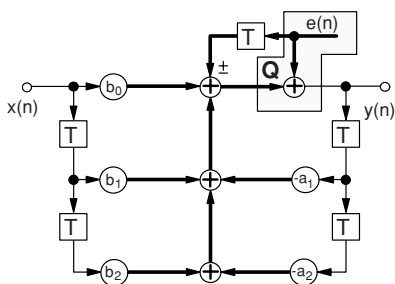 T e(n)
±
Q
b0
x(n) y(n)
T T
b1 -a1
T T
b2 -a2